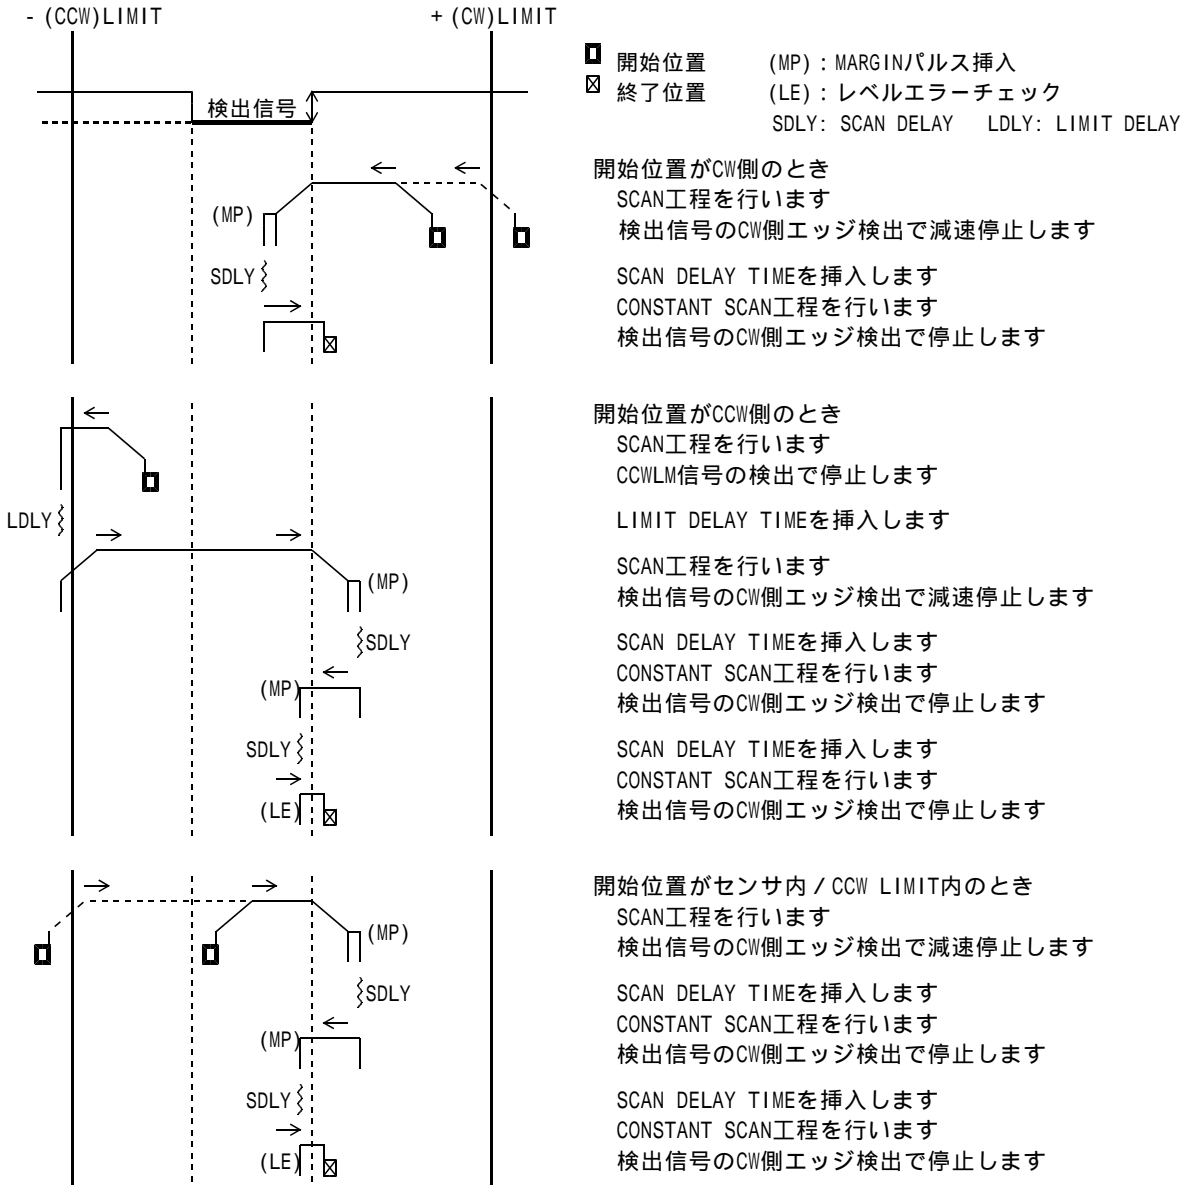 - (CCW)LIMIT
+ (CW)LIMIT
開始位置 (MP) : MARGINパルス挿入
終了位置 (LE) : レベルエラーチェック
SDLY: SCAN DELAY LDLY: LIMIT DELAY
検出信号
開始位置がCW側のとき
SCAN工程を行います
検出信号のCW側エッジ検出で減速停止します
(MP)
SDLY
SCAN DELAY TIMEを挿入します
CONSTANT SCAN工程を行います
検出信号のCW側エッジ検出で停止します
開始位置がCCW側のとき
SCAN工程を行います
CCWLM信号の検出で停止します
LDLY
LIMIT DELAY TIMEを挿入します
SCAN工程を行います
(MP)
検出信号のCW側エッジ検出で減速停止します
SDLY
SCAN DELAY TIMEを挿入します
CONSTANT SCAN工程を行います
(MP)
検出信号のCW側エッジ検出で停止します
SDLY
SCAN DELAY TIMEを挿入します
CONSTANT SCAN工程を行います
(LE)
検出信号のCW側エッジ検出で停止します
開始位置がセンサ内 / CCW LIMIT内のとき
SCAN工程を行います
(MP)
検出信号のCW側エッジ検出で減速停止します
SDLY
SCAN DELAY TIMEを挿入します
CONSTANT SCAN工程を行います
(MP)
検出信号のCW側エッジ検出で停止します
SDLY
SCAN DELAY TIMEを挿入します
CONSTANT SCAN工程を行います
(LE)
検出信号のCW側エッジ検出で停止します